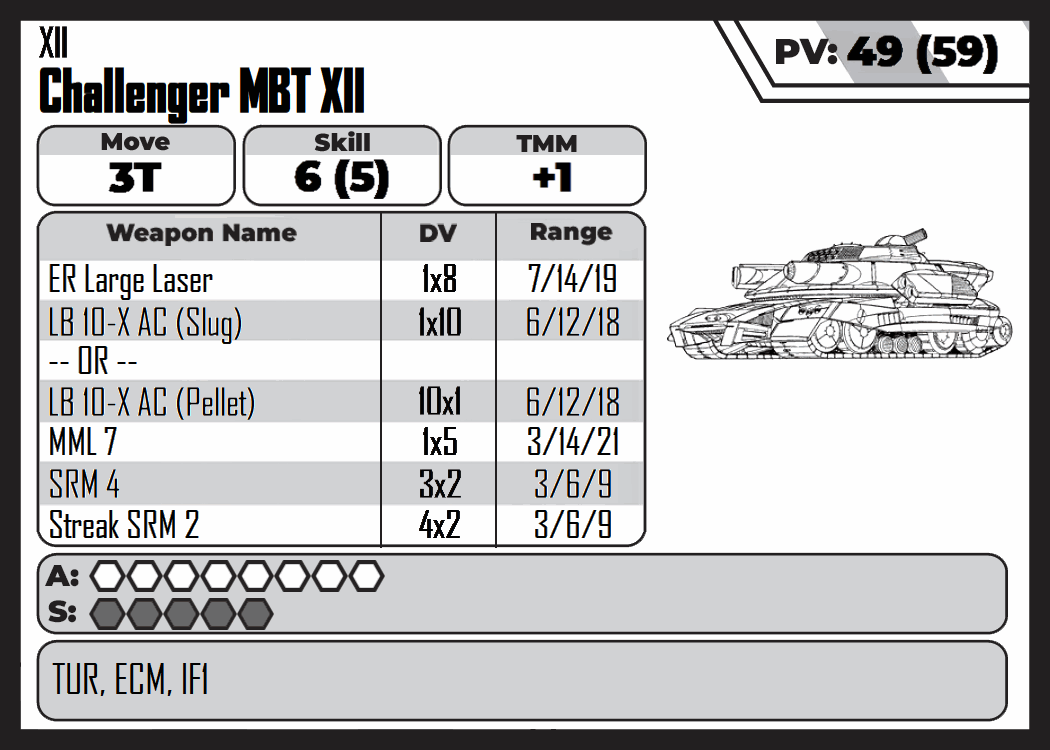 XII
Challenger MBT XII
PV: 49 (59)
Move Skill TMM
3T 6 (5) +1
Weapon Name DV Range
ER Large Laser 1x8 7/14/19
LB 10-X AC (Slug) 1x10 6/12/18
-- OR --
LB 10-X AC (Pellet) 10x1 6/12/18
MML 7 1x5 3/14/21
SRM 4 3x2 3/6/9
Streak SRM 2 4x2 3/6/9
A:
S:
TUR, ECM, IF1